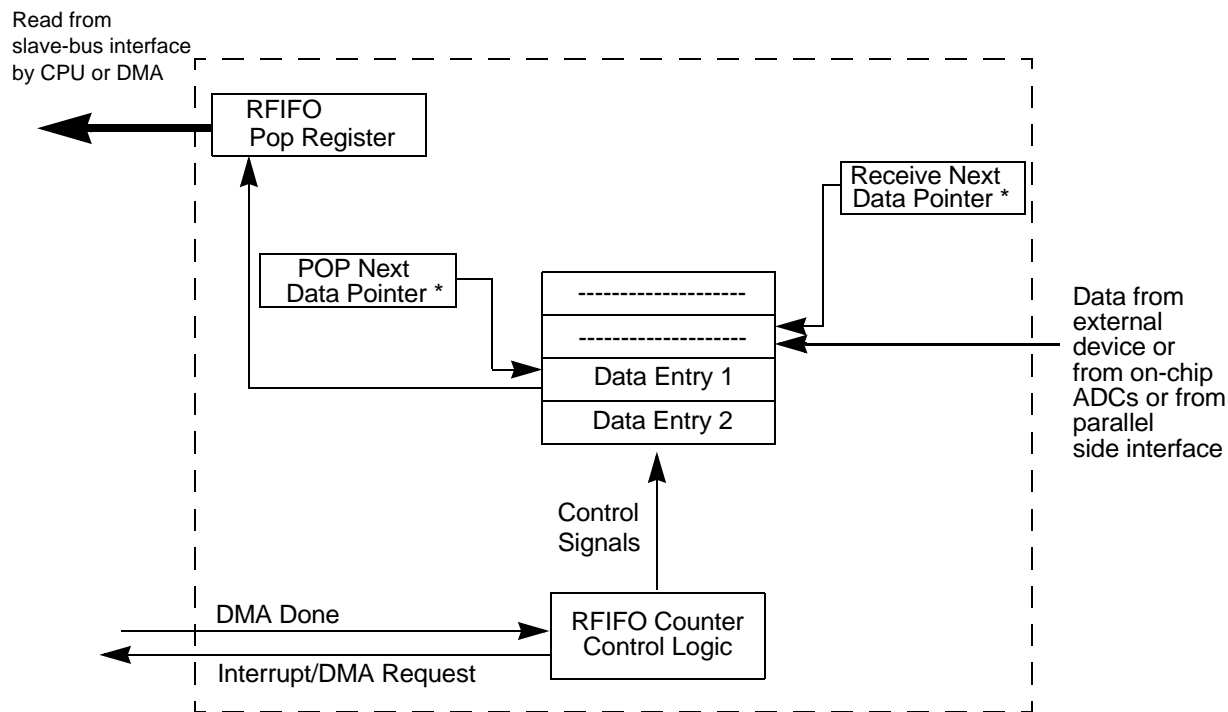 Read from
slave-bus interface
by CPU or DMA
RFIFO
Pop Register
Receive Next
Data Pointer *
POP Next
Data Pointer *
--------------------
--------------------
Data Entry 1
Data Entry 2
Data from
external
device or
from on-chip
ADCs or from
parallel
side interface
Control
Signals
DMA Done
RFIFO Counter
Control Logic
Interrupt/DMA Request